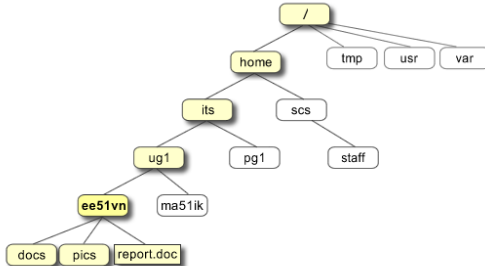 /
home tmp usr var
its scs
ug1 pg1 staff
ee51vn ma51ik
docs pics report.doc